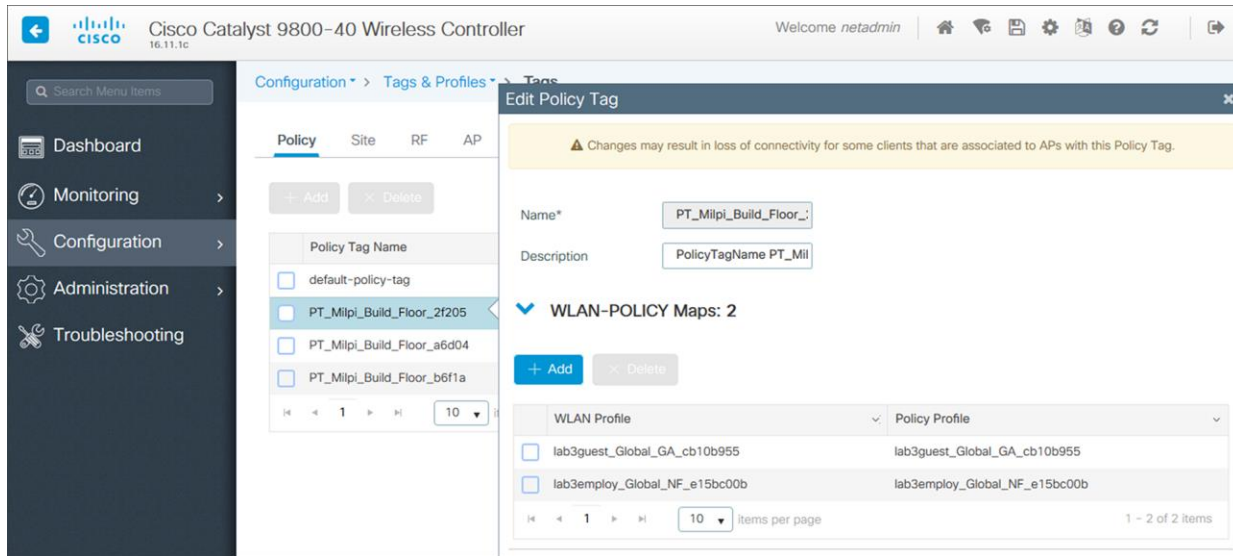 CISCO
Cisco Catalyst 9800-40 Wireless Controller
16.11.1c
Welcome netadmin
Search Menu Items
Dashboard
Monitoring
Configuration
Administration
Troubleshooting
Configuration > Tags & Profiles > Tags
Policy Site RF AP
+ Add × Delete
Policy Tag Name
default-policy-tag
PT_Milpi_Build_Floor_2f205
PT_Milpi_Build_Floor_a6d04
PT_Milpi_Build_Floor_b6f1a
1 10
Edit Policy Tag
Changes may result in loss of connectivity for some clients that are associated to APs with this Policy Tag.
Name* PT_Milpi_Build_Floor_
Description PolicyTagName PT_Mil
WLAN-POLICY Maps: 2
+ Add × Delete
WLAN Profile Policy Profile
lab3guest_Global_GA_cb10b955 lab3guest_Global_GA_cb10b955
lab3employ_Global_NF_e15bc00b lab3employ_Global_NF_e15bc00b
1 10 items per page 1 - 2 of 2 items